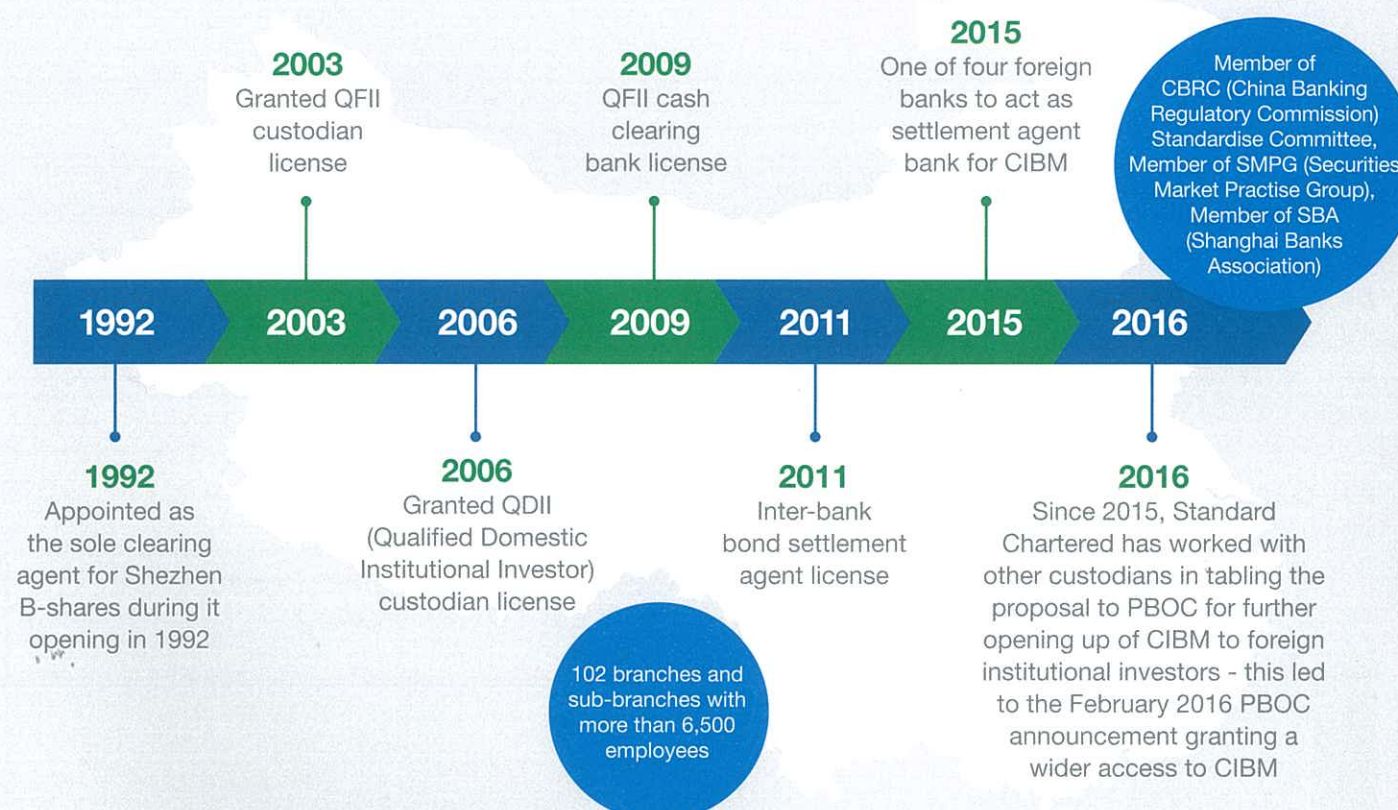 2003
Granted QFII
custodian
license
2009
QFII cash
clearing
bank license
2015
One of four foreign
banks to act as
settlement agent
bank for CIBM
Member of
CBRC (China Banking
Regulatory Commission)
Standardise Committee,
Member of SMPG (Securities
Market Practise Group),
Member of SBA
(Shanghai Banks
Association)
1992
2003
2006
2009
2011
2015
2016
1992
Appointed as
the sole clearing
agent for Shezhen
B-shares during it
opening in 1992
2006
Granted QDII
(Qualified Domestic
Institutional Investor)
custodian license
2011
Inter-bank
bond settlement
agent license
2016
Since 2015, Standard
Chartered has worked with
other custodians in tabling the
proposal to PBOC for further
opening up of CIBM to foreign
institutional investors - this led
to the February 2016 PBOC
announcement granting a
wider access to CIBM
102 branches and
sub-branches with
more than 6,500
employees